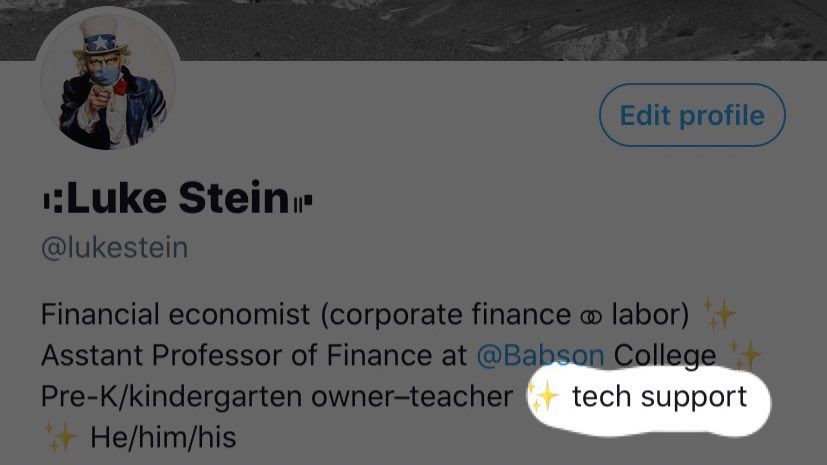 Edit profile
⑆Luke Stein⑈
@lukestein
Financial economist (corporate finance ⚭ labor) ✨
Asstant Professor of Finance at @Babson College ✨
Pre-K/kindergarten owner–teacher ✨ tech support
✨ He/him/his